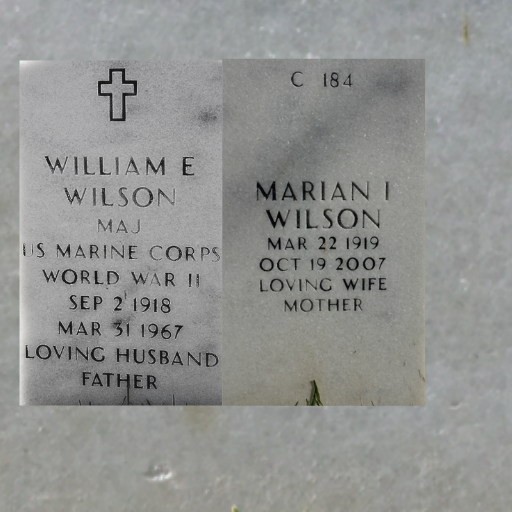 WILLIAM E
WILSON
MAJ
US MARINE CORPS
WORLD WAR II
SEP 2 1918
MAR 31 1967
LOVING HUSBAND
FATHER
C 184
MARIAN I
WILSON
MAR 22 1919
OCT 19 2007
LOVING WIFE
MOTHER